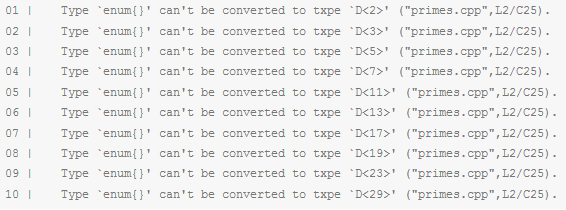 01 | Type `enum{}' can't be converted to txpe `D<2>' ("primes.cpp",L2/C25).
02 | Type `enum{}' can't be converted to txpe `D<3>' ("primes.cpp",L2/C25).
03 | Type `enum{}' can't be converted to txpe `D<5>' ("primes.cpp",L2/C25).
04 | Type `enum{}' can't be converted to txpe `D<7>' ("primes.cpp",L2/C25).
05 | Type `enum{}' can't be converted to txpe `D<11>' ("primes.cpp",L2/C25).
06 | Type `enum{}' can't be converted to txpe `D<13>' ("primes.cpp",L2/C25).
07 | Type `enum{}' can't be converted to txpe `D<17>' ("primes.cpp",L2/C25).
08 | Type `enum{}' can't be converted to txpe `D<19>' ("primes.cpp",L2/C25).
09 | Type `enum{}' can't be converted to txpe `D<23>' ("primes.cpp",L2/C25).
10 | Type `enum{}' can't be converted to txpe `D<29>' ("primes.cpp",L2/C25).